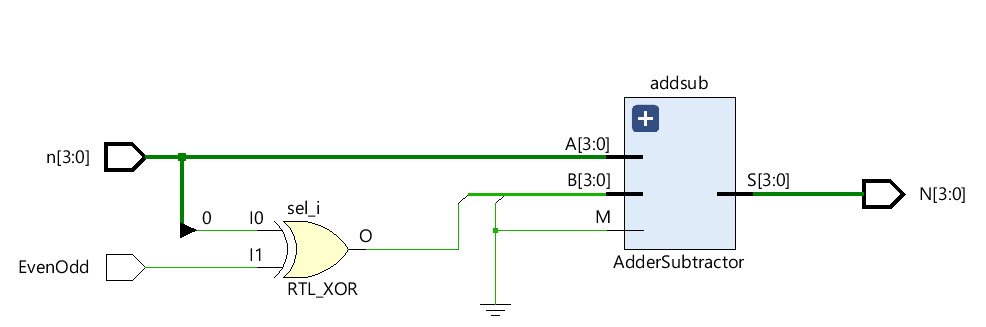 addsub
n[3:0]
A[3:0]
B[3:0]
S[3:0]
N[3:0]
M
sel_i
0
I0
O
I1
EvenOdd
RTL_XOR
AdderSubtractor